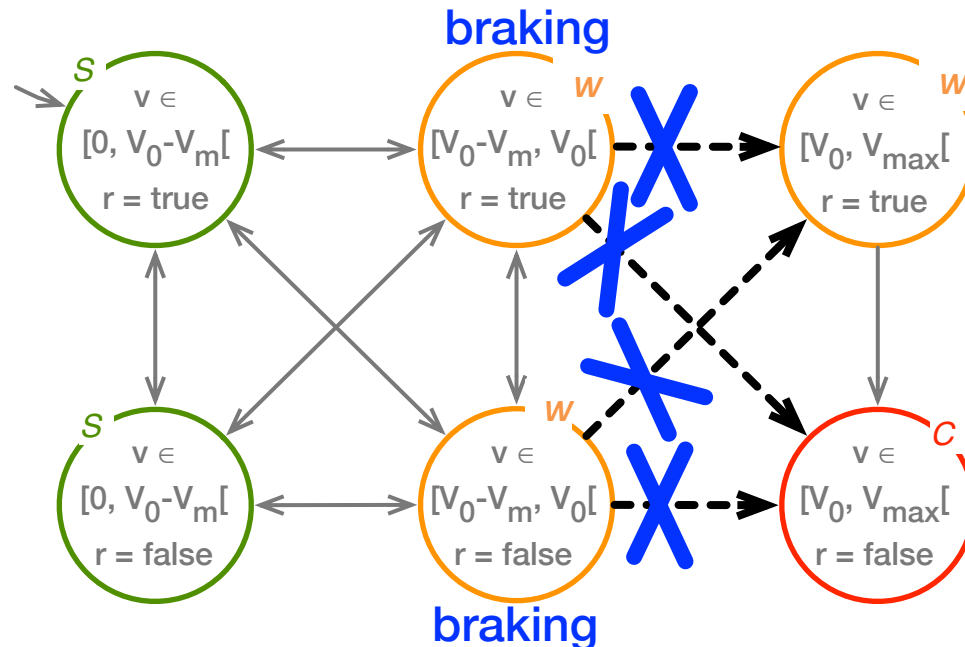 braking
S
v ∈
[0, V₀-Vₘ[
r = true
W
v ∈
[V₀-Vₘ, V₀[
r = true
W
v ∈
[V₀, Vₘₐₓ[
r = true
S
v ∈
[0, V₀-Vₘ[
r = false
W
v ∈
[V₀-Vₘ, V₀[
r = false
C
v ∈
[V₀, Vₘₐₓ[
r = false
braking